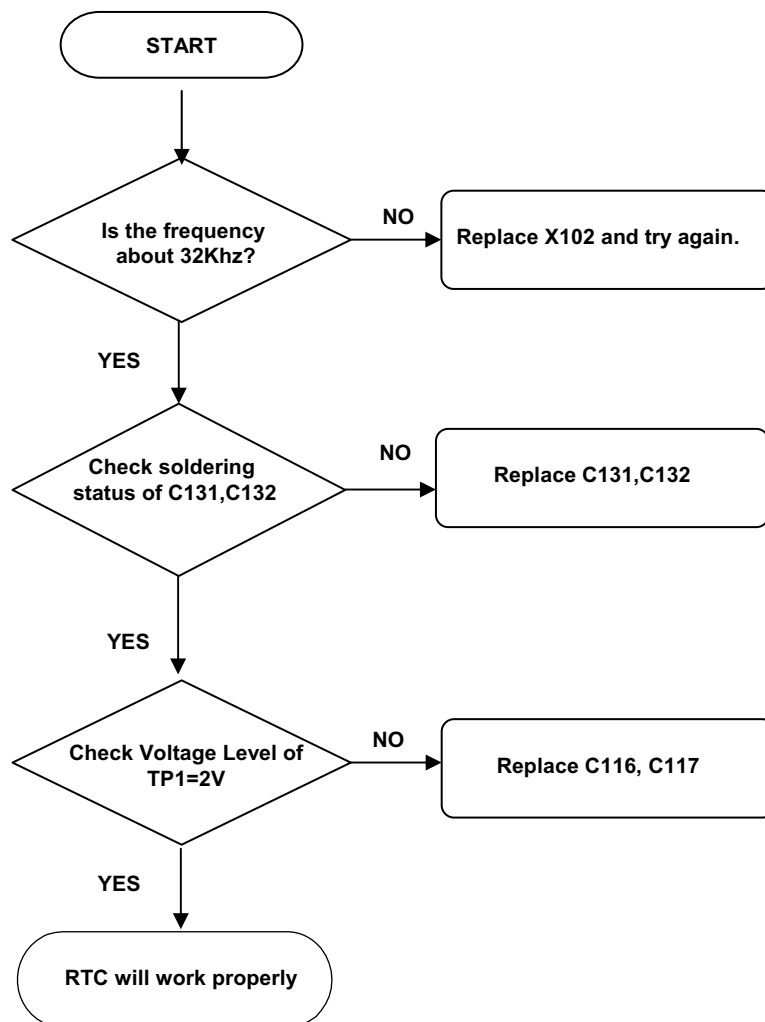 START
Is the frequency
about 32Khz?
NO
Replace X102 and try again.
YES
Check soldering
status of C131,C132
NO
Replace C131,C132
YES
Check Voltage Level of
TP1=2V
NO
Replace C116, C117
YES
RTC will work properly